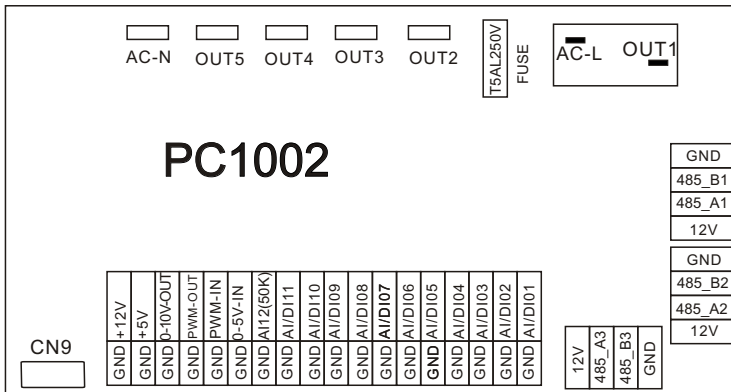 AC-N OUT5 OUT4 OUT3 OUT2 T5AL250V FUSE AC-L OUT1
PC1002
GND
485_B1
485_A1
12V
GND
485_B2
485_A2
12V
+12V
+5V
0-10V-OUT
PWM-OUT
PWM-IN
0-5V-IN
AI12(50K)
AI/DI11
AI/DI10
AI/DI09
AI/DI08
AI/DI07
AI/DI06
AI/DI05
AI/DI04
AI/DI03
AI/DI02
AI/DI01
GND GND GND GND GND GND GND GND GND GND GND GND GND GND GND GND GND GND
CN9
12V
485_A3
485_B3
GND